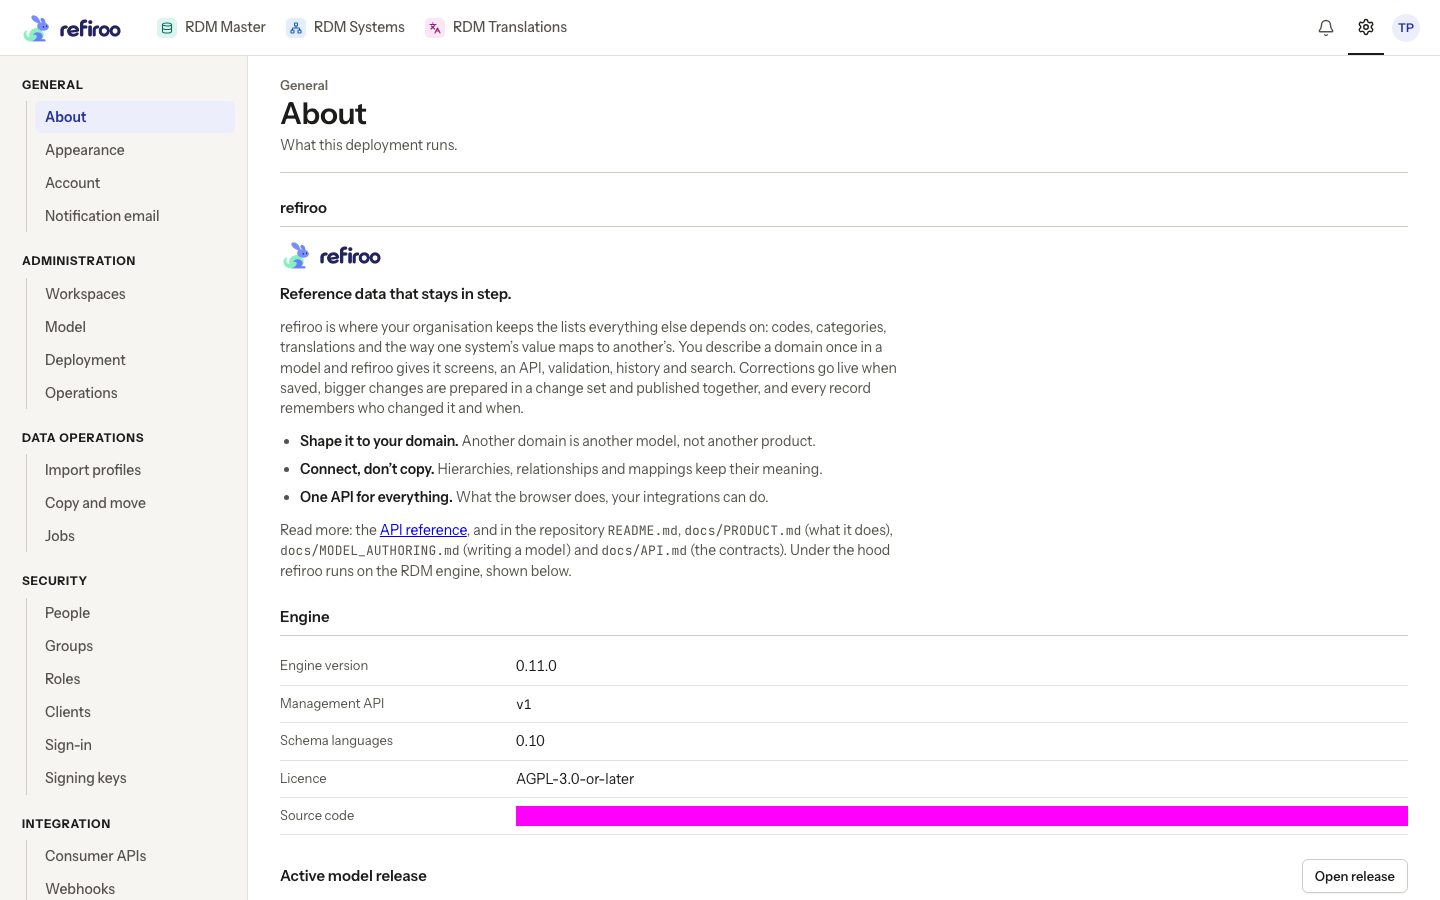 refiroo
RDM Master
RDM Systems
RDM Translations
TP
GENERAL
About
Appearance
Account
Notification email
ADMINISTRATION
Workspaces
Model
Deployment
Operations
DATA OPERATIONS
Import profiles
Copy and move
Jobs
SECURITY
People
Groups
Roles
Clients
Sign-in
Signing keys
INTEGRATION
Consumer APIs
Webhooks
General
About
What this deployment runs.
refiroo
refiroo
Reference data that stays in step.
refiroo is where your organisation keeps the lists everything else depends on: codes, categories,
translations and the way one system’s value maps to another’s. You describe a domain once in a
model and refiroo gives it screens, an API, validation, history and search. Corrections go live when
saved, bigger changes are prepared in a change set and published together, and every record
remembers who changed it and when.
• Shape it to your domain. Another domain is another model, not another product.
• Connect, don’t copy. Hierarchies, relationships and mappings keep their meaning.
• One API for everything. What the browser does, your integrations can do.
Read more: the API reference, and in the repository README.md, docs/PRODUCT.md (what it does),
docs/MODEL_AUTHORING.md (writing a model) and docs/API.md (the contracts). Under the hood
refiroo runs on the RDM engine, shown below.
Engine
Engine version 0.11.0
Management API v1
Schema languages 0.10
Licence AGPL-3.0-or-later
Source code
Active model release
Open release